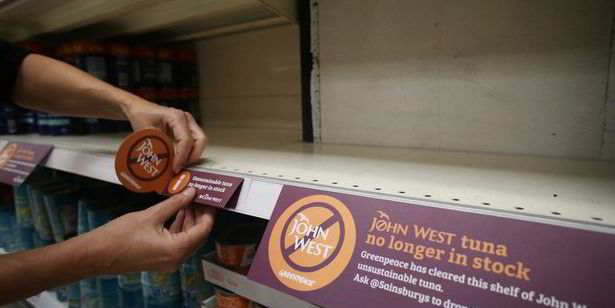 JOHN
WEST
GREENPEACE
JOHN WEST tuna
no longer in stock
Greenpeace has cleared this shelf of John W
unsustainable tuna.
Ask @Sainsburys to drop
JOHN
WEST
i
Unsustainable tuna
no longer in stock